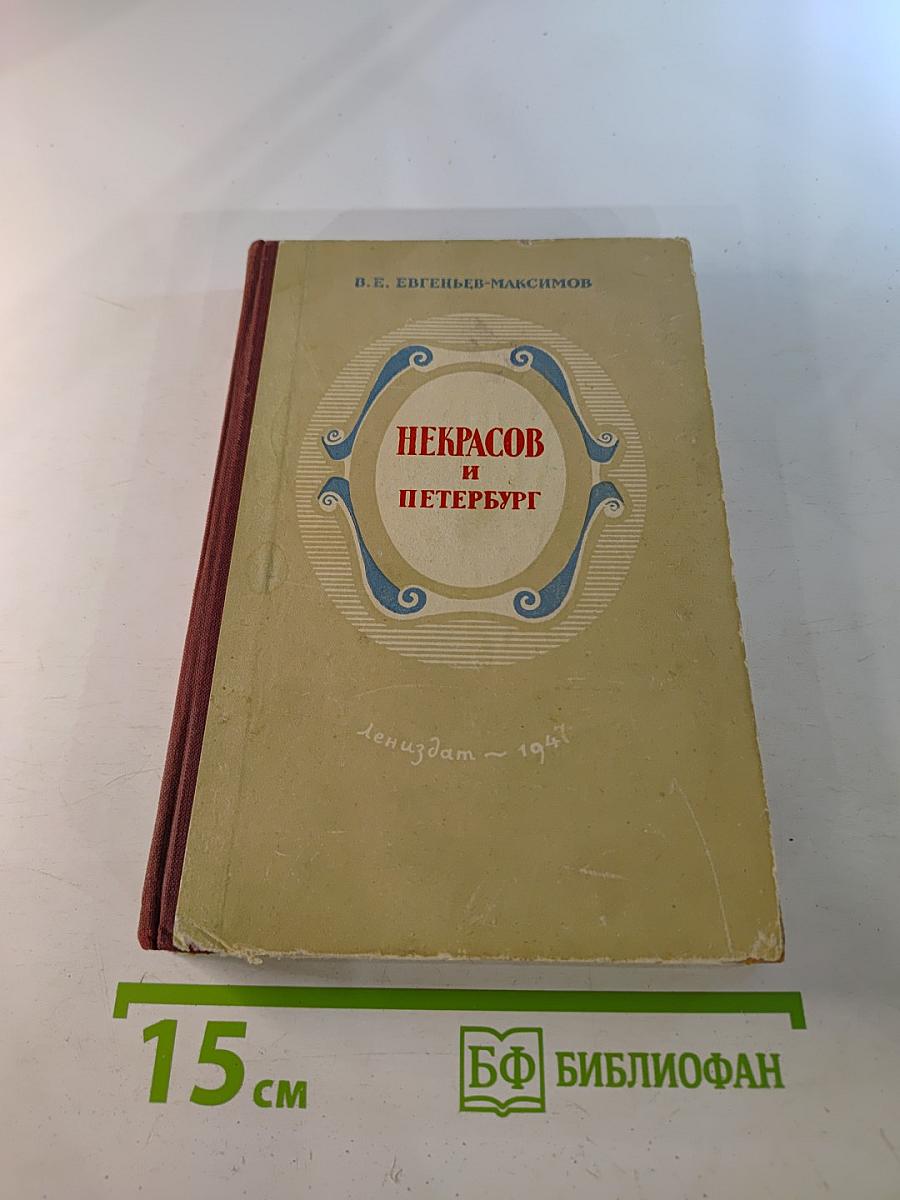 В. Е. ЕВГЕНЬЕВ-МАКСИМОВ
НЕКРАСОВ
и
ПЕТЕРБУРГ
Лениздат ~ 1947
15 см
БФ БИБЛИОФАН